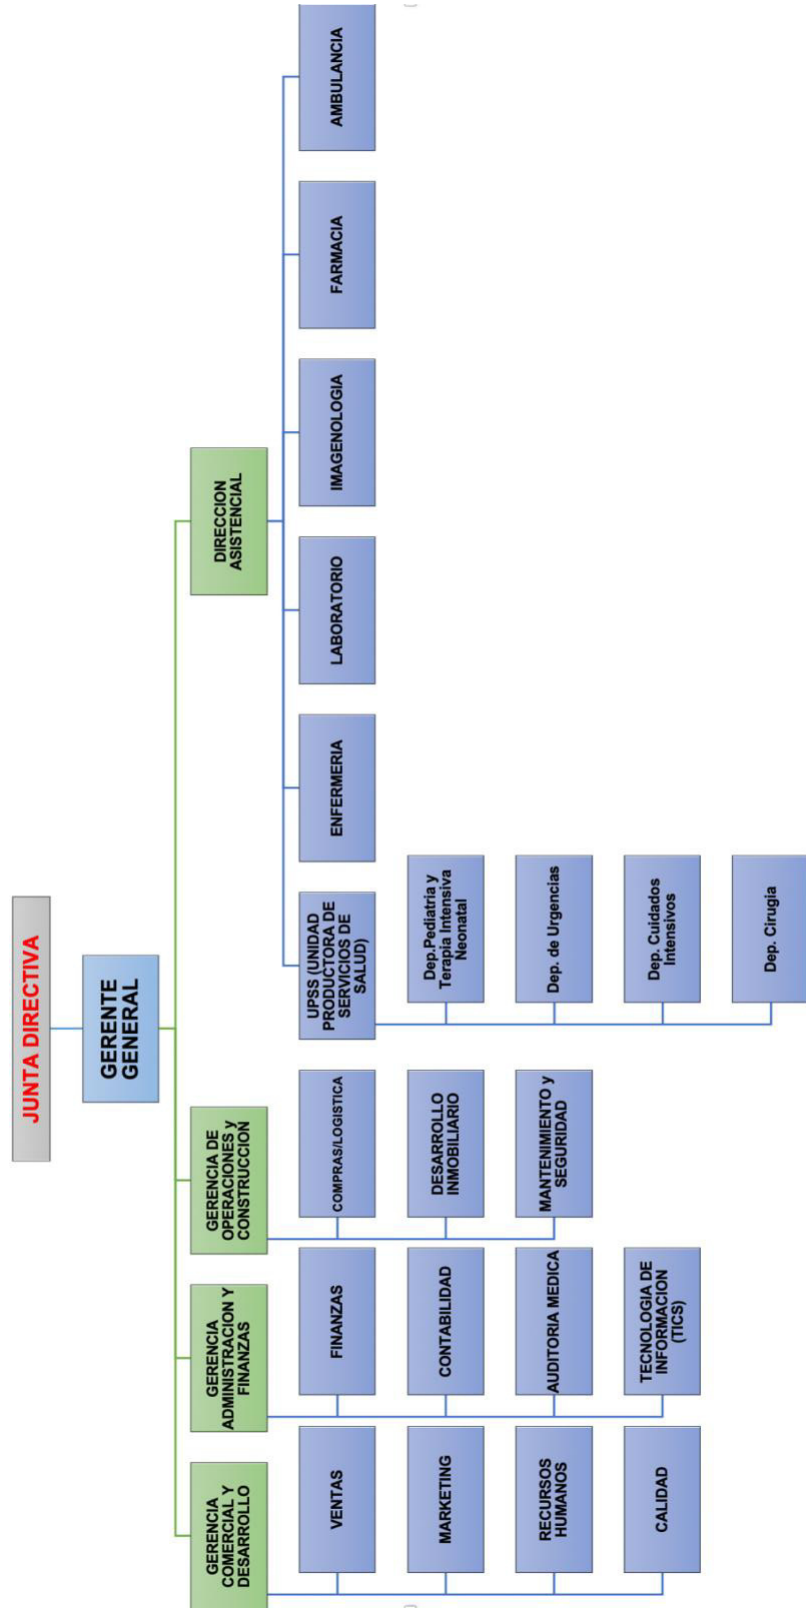 JUNTA DIRECTIVA
GERENTE
GENERAL
GERENCIA
COMERCIAL Y
DESARROLLO
GERENCIA
ADMINISTRACION Y
FINANZAS
GERENCIA DE
OPERACIONES y
CONSTRUCCION
DIRECCION
ASISTENCIAL
VENTAS
MARKETING
RECURSOS
HUMANOS
CALIDAD
FINANZAS
CONTABILIDAD
AUDITORIA MEDICA
TECNOLOGIA DE
INFORMACION
(TICS)
COMPRAS/LOGISTICA
DESARROLLO
INMOBILIARIO
MANTENIMIENTO y
SEGURIDAD
UPSS (UNIDAD
PRODUCTORA DE
SERVICIOS DE
SALUD)
Dep.Pediatria y
Terapia Intensiva
Neonatal
Dep. de Urgencias
Dep. Cuidados
Intensivos
Dep. Cirugia
ENFERMERIA
LABORATORIO
IMAGENOLOGIA
FARMACIA
AMBULANCIA